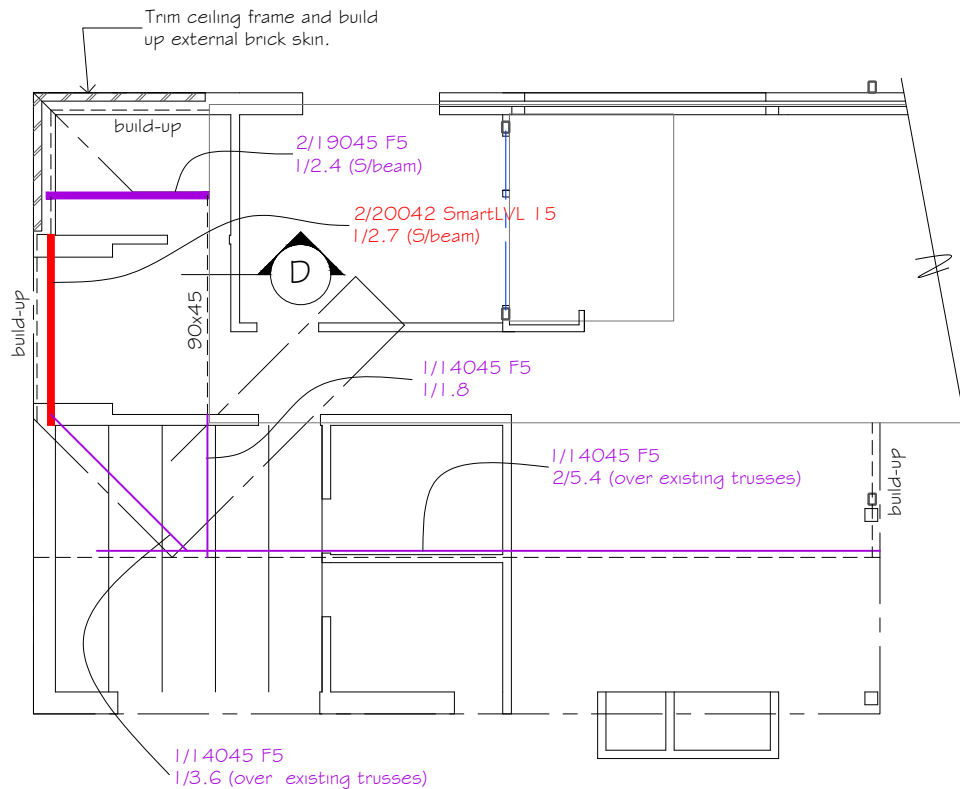 Trim ceiling frame and build
up external brick skin.
build-up
2/19045 F5
1/2.4 (S/beam)
2/20042 SmartLVL 15
1/2.7 (S/beam)
D
build-up
90x45
1/14045 F5
1/1.8
1/14045 F5
2/5.4 (over existing trusses)
build-up
1/14045 F5
1/3.6 (over existing trusses)